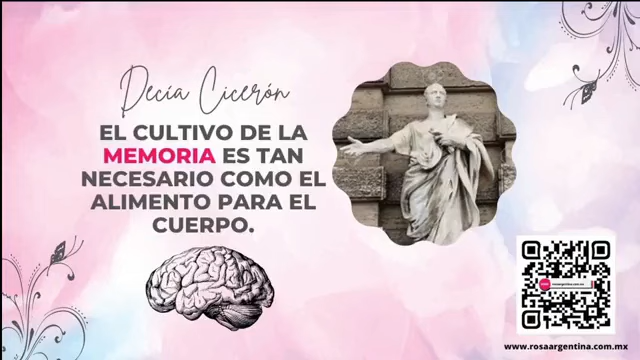 Decía Cicerón
EL CULTIVO DE LA
MEMORIA ES TAN
NECESARIO COMO EL
ALIMENTO PARA EL
CUERPO.
www.rosaargentina.com.mx